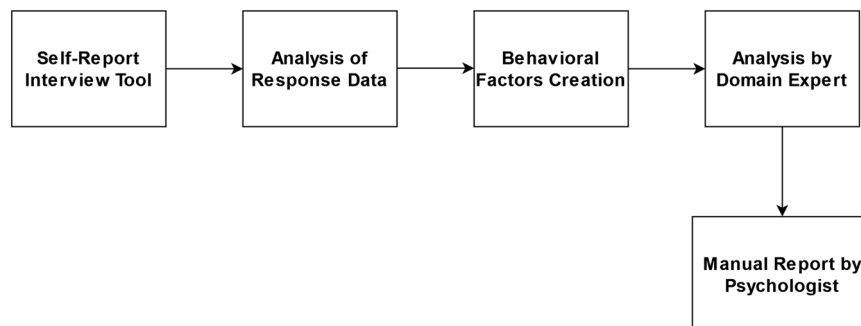 Self-Report
Interview Tool
Analysis of
Response Data
Behavioral
Factors Creation
Analysis by
Domain Expert
Manual Report by
Psychologist